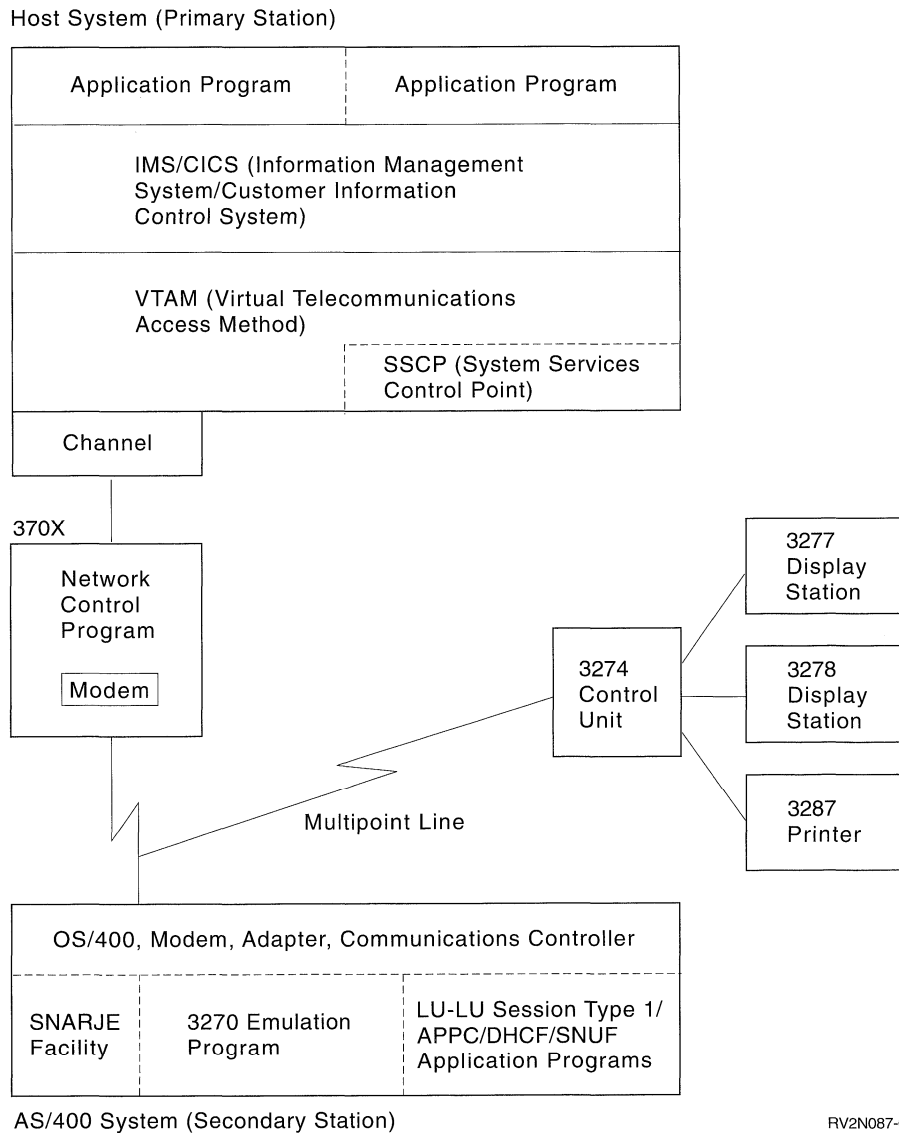 Host System (Primary Station)
Application Program
Application Program
IMS/CICS (Information Management
System/Customer Information
Control System)
VTAM (Virtual Telecommunications
Access Method)
SSCP (System Services
Control Point)
Channel
370X
Network
Control
Program
Modem
3277
Display
Station
3274
Control
Unit
3278
Display
Station
3287
Printer
Multipoint Line
OS/400, Modem, Adapter, Communications Controller
SNARJE
Facility
3270 Emulation
Program
LU-LU Session Type 1/
APPC/DHCF/SNUF
Application Programs
AS/400 System (Secondary Station)